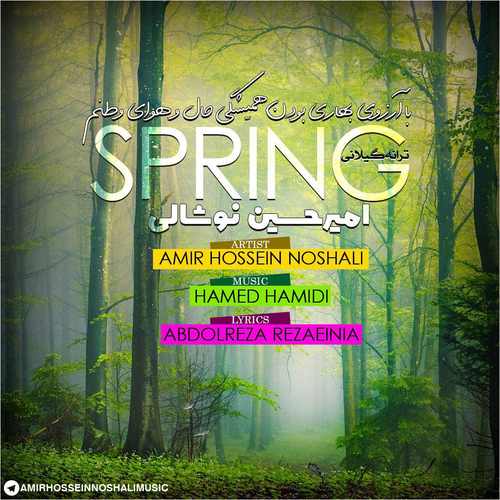 با آرزوی بهاری بودن همیشگی حال و هوای وطنم
SPRING
ترانه گیلانی
امیرحسین نوشالی
ARTIST
AMIR HOSSEIN NOSHALI
MUSIC
HAMED HAMIDI
LYRICS
ABDOLREZA REZAEINIA
AMIRHOSSEINNOSHALIMUSIC